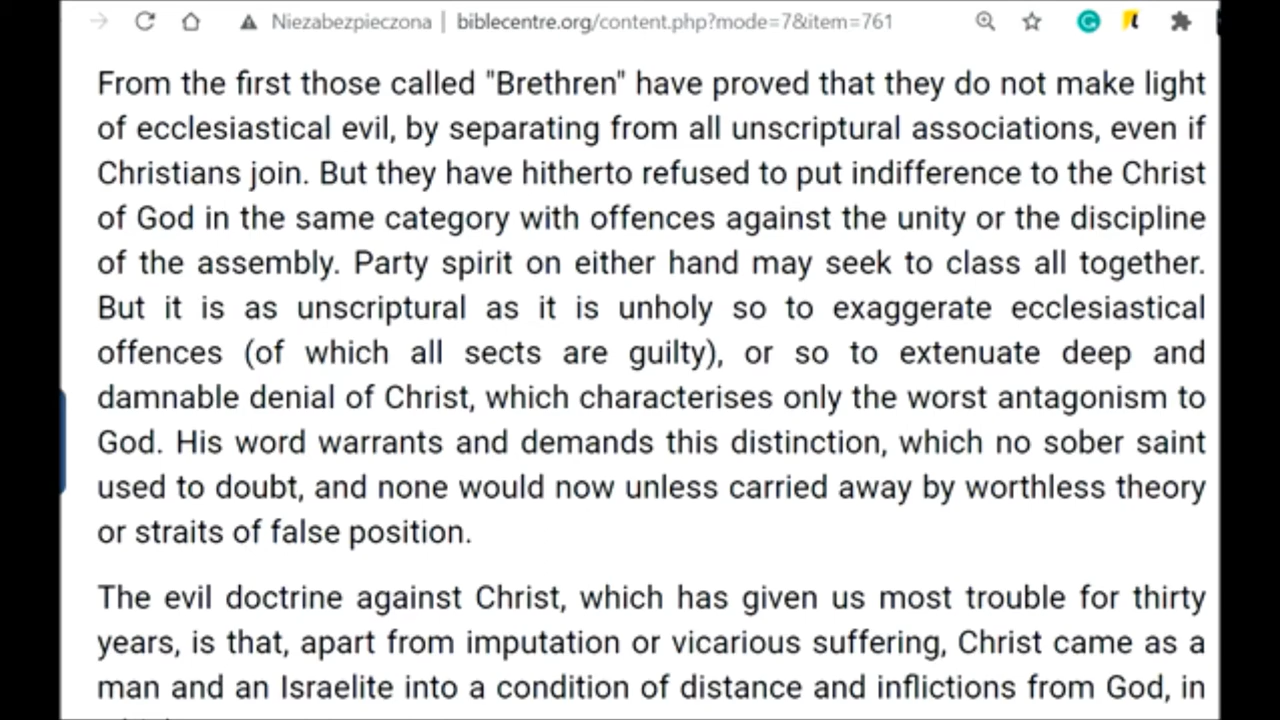 Niezabezpieczona | biblecentre.org/content.php?mode=7&item=761
From the first those called "Brethren" have proved that they do not make light
of ecclesiastical evil, by separating from all unscriptural associations, even if
Christians join. But they have hitherto refused to put indifference to the Christ
of God in the same category with offences against the unity or the discipline
of the assembly. Party spirit on either hand may seek to class all together.
But it is as unscriptural as it is unholy so to exaggerate ecclesiastical
offences (of which all sects are guilty), or so to extenuate deep and
damnable denial of Christ, which characterises only the worst antagonism to
God. His word warrants and demands this distinction, which no sober saint
used to doubt, and none would now unless carried away by worthless theory
or straits of false position.
The evil doctrine against Christ, which has given us most trouble for thirty
years, is that, apart from imputation or vicarious suffering, Christ came as a
man and an Israelite into a condition of distance and inflictions from God, in